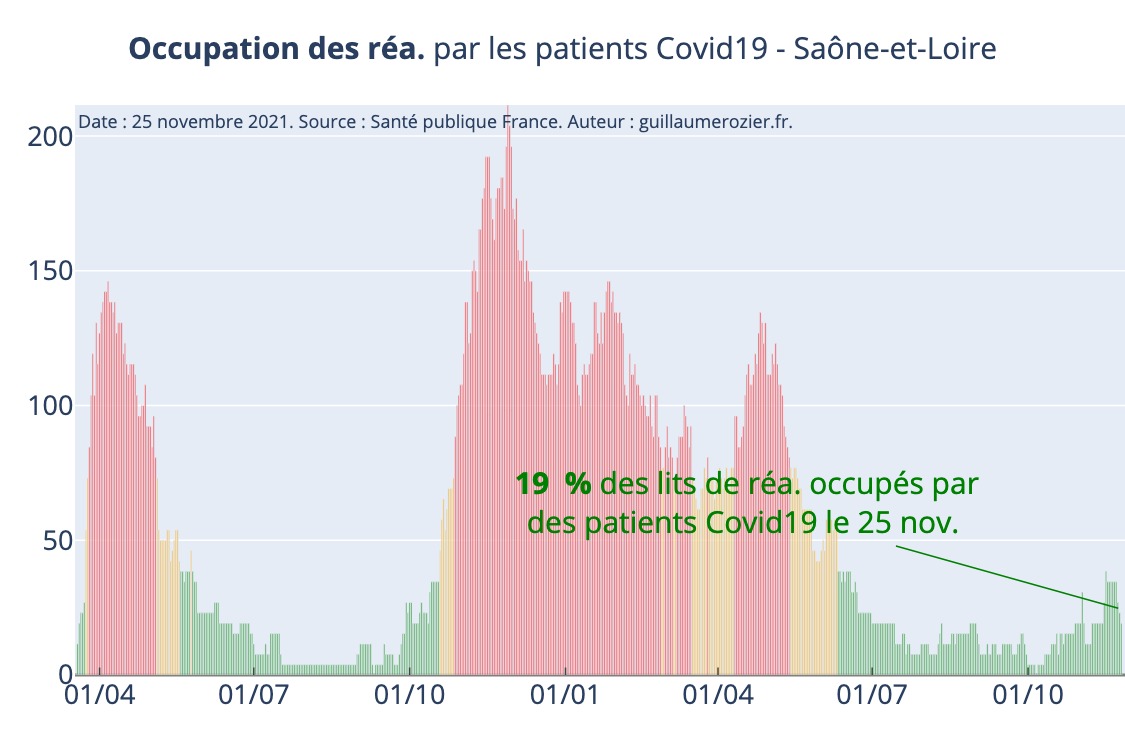 Occupation des réa. par les patients Covid19 - Saône-et-Loire
Date : 25 novembre 2021. Source : Santé publique France. Auteur : guillaumerozier.fr.
200
150
100
50
0
19 % des lits de réa. occupés par
des patients Covid19 le 25 nov.
01/04 01/07 01/10 01/01 01/04 01/07 01/10